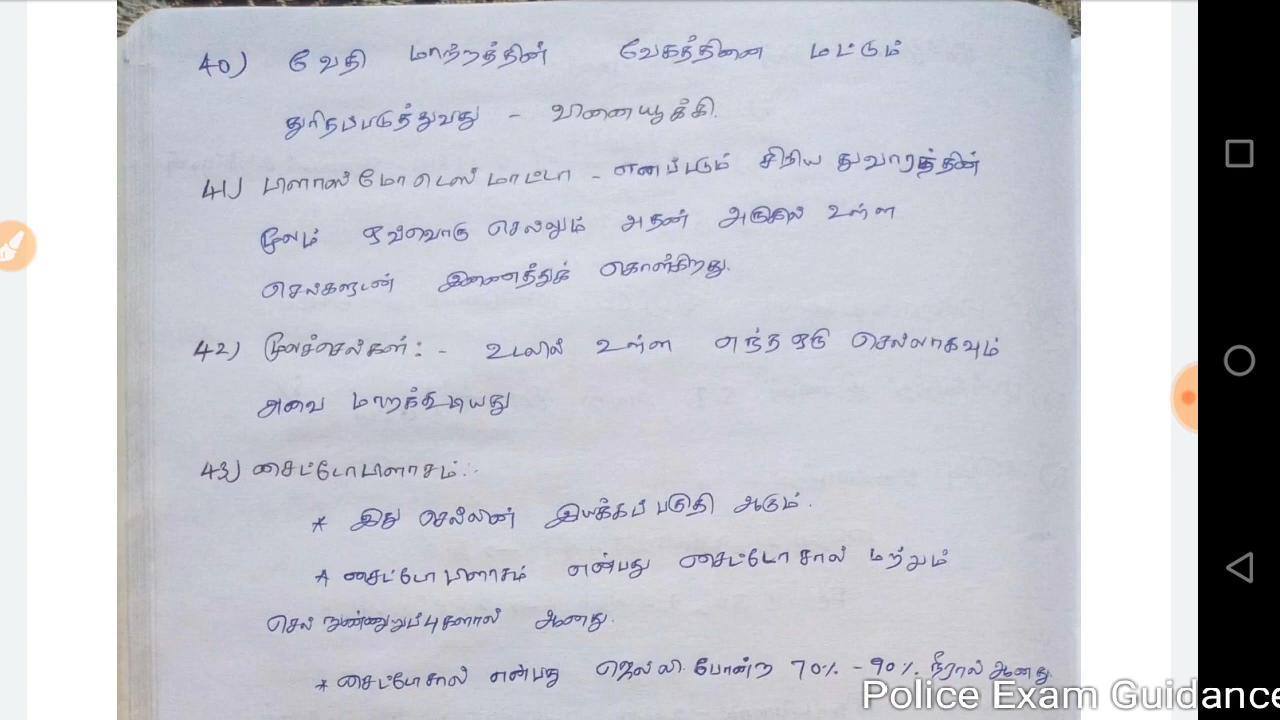 40) வேதி மாற்றத்தின் வேகத்தினை மட்டும்
துரிதப்படுத்துவது - வினையூக்கி.
41) பிளாஸ்மோடெஸ்மாட்டா - எனப்படும் சிறிய துவாரத்தின்
மூலம் ஒவ்வொரு செல்லும் அதன் அருகில் உள்ள
செல்களுடன் இணைத்துக் கொள்கிறது.
42) மூலச்செல்கள் : - உடலில் உள்ள எந்த ஒரு செல்லாகவும்
அவை மாறக்கூடியது
43) சைட்டோபிளாசம் :
* இது செல்லின் இயக்கப் பகுதி ஆகும்.
* சைட்டோபிளாசம் என்பது சைட்டோசால் மற்றும்
செல் நுண்ணுறுப்புகளால் ஆனது.
* சைட்டோசால் என்பது ஜெல்லி போன்ற 70% - 90% நீரால் ஆனது
Police Exam Guidance